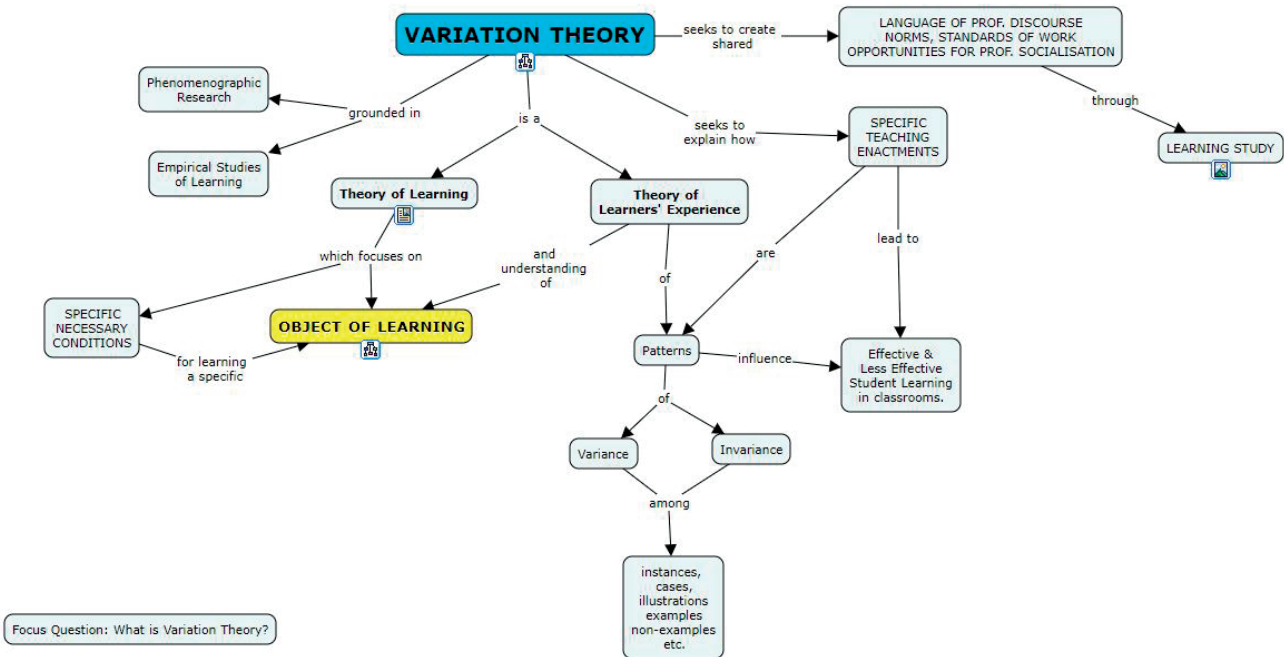 VARIATION THEORY
seeks to create
shared
LANGUAGE OF PROF. DISCOURSE
NORMS, STANDARDS OF WORK
OPPORTUNITIES FOR PROF. SOCIALISATION
Phenomenographic
Research
grounded in
is a
seeks to
explain how
through
SPECIFIC
TEACHING
ENACTMENTS
LEARNING STUDY
Empirical Studies
of Learning
Theory of Learning
Theory of
Learners' Experience
which focuses on
and
understanding
of
of
are
lead to
SPECIFIC
NECESSARY
CONDITIONS
OBJECT OF LEARNING
for learning
a specific
Patterns
influence
Effective &
Less Effective
Student Learning
in classrooms.
of
Variance
Invariance
among
instances,
cases,
illustrations
examples
non-examples
etc.
Focus Question: What is Variation Theory?